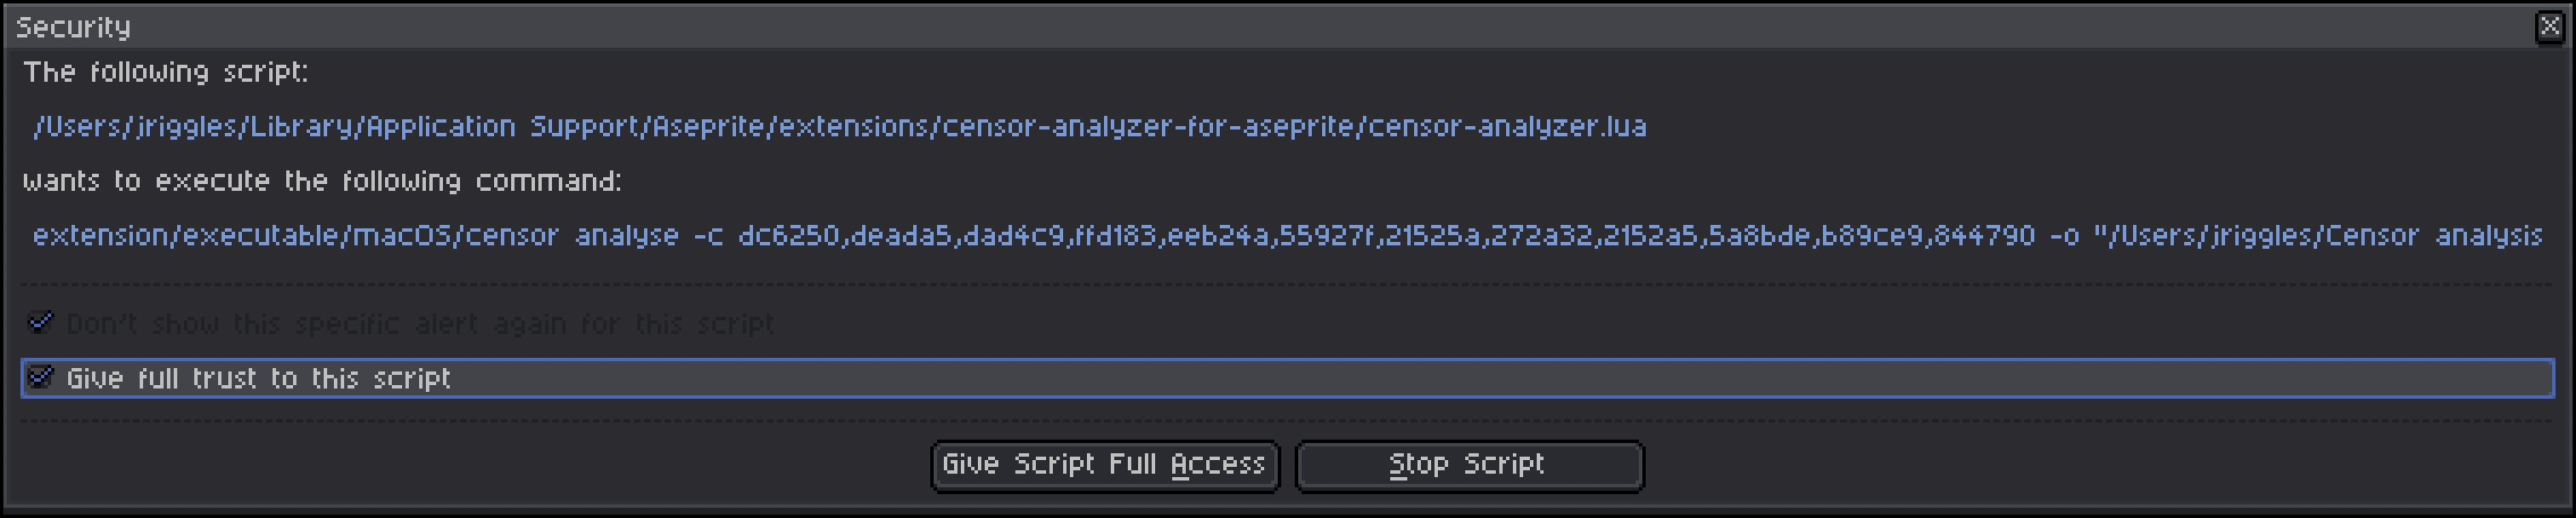 Security
The following script:
/Users/jriggles/Library/Application Support/Aseprite/extensions/censor-analyzer-for-aseprite/censor-analyzer.lua
wants to execute the following command:
extension/executable/macOS/censor analyse -c dc6250,deada5,dad4c9,ffd183,eeb24a,55927f,21525a,272a32,2152a5,5a8bde,b89ce9,844790 -o "/Users/jriggles/Censor analysis
Don't show this specific alert again for this script
Give full trust to this script
Give Script Full Access
Stop Script